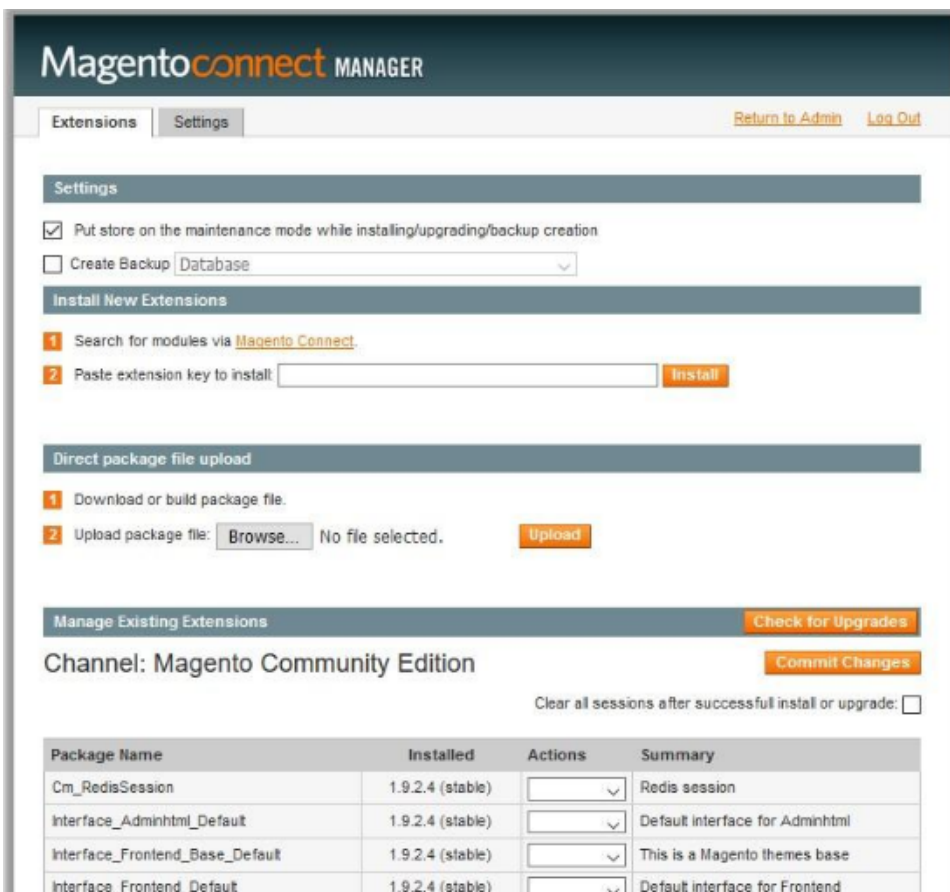 Magentoconnect MANAGER
Extensions Settings Return to Admin Log Out
Settings
Put store on the maintenance mode while installing/upgrading/backup creation
Create Backup Database
Install New Extensions
1 Search for modules via Magento Connect.
2 Paste extension key to install: Install
Direct package file upload
1 Download or build package file.
2 Upload package file: Browse... No file selected. Upload
Manage Existing Extensions Check for Upgrades
Channel: Magento Community Edition Commit Changes
Clear all sessions after successfull install or upgrade:
Package Name Installed Actions Summary
Cm_RedisSession 1.9.2.4 (stable) Redis session
Interface_Adminhtml_Default 1.9.2.4 (stable) Default interface for Adminhtml
Interface_Frontend_Base_Default 1.9.2.4 (stable) This is a Magento themes base
Interface_Frontend_Default 1.9.2.4 (stable) Default interface for Frontend